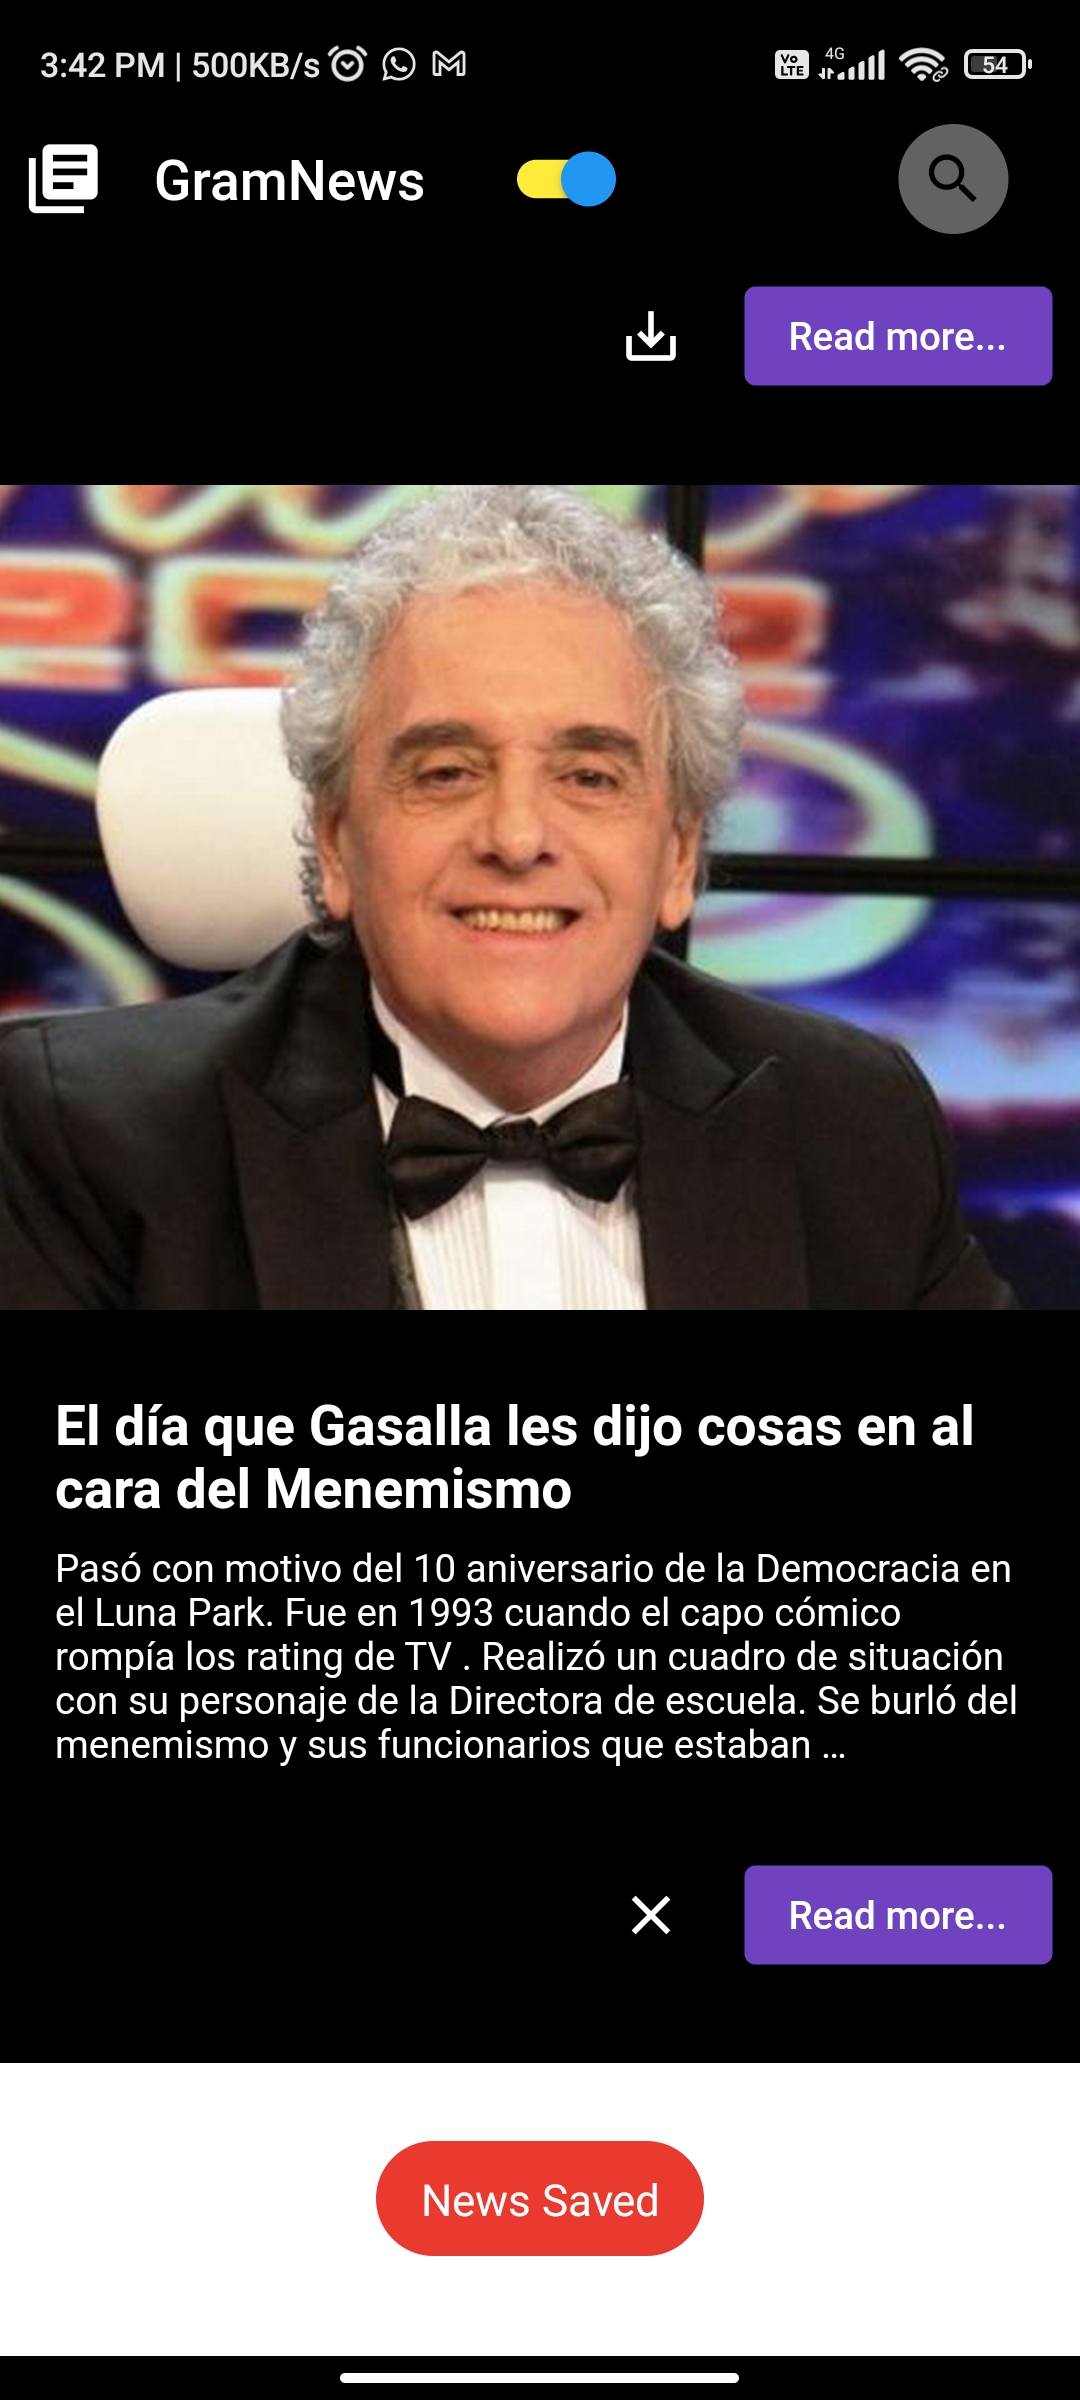 3:42 PM | 500KB/s
Vo
LTE
4G
54
GramNews
Read more...
El día que Gasalla les dijo cosas en al
cara del Menemismo
Pasó con motivo del 10 aniversario de la Democracia en
el Luna Park. Fue en 1993 cuando el capo cómico
rompía los rating de TV . Realizó un cuadro de situación
con su personaje de la Directora de escuela. Se burló del
menemismo y sus funcionarios que estaban …
Read more...
News Saved